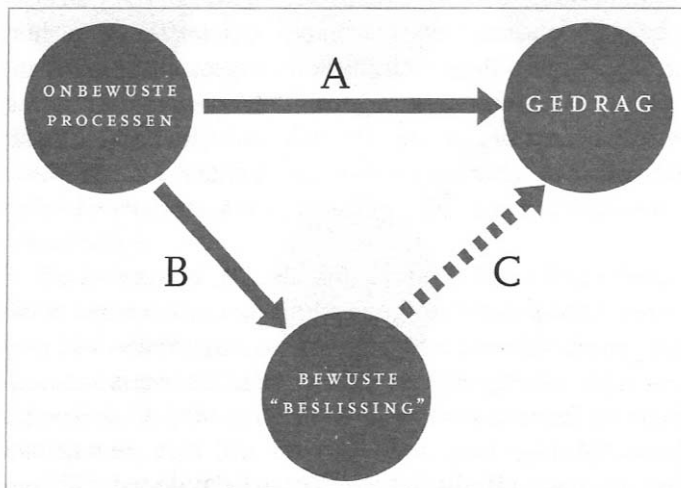 A
ONBEWUSTE
PROCESSEN
GEDRAG
B
C
BEWUSTE
“BESLISSING”